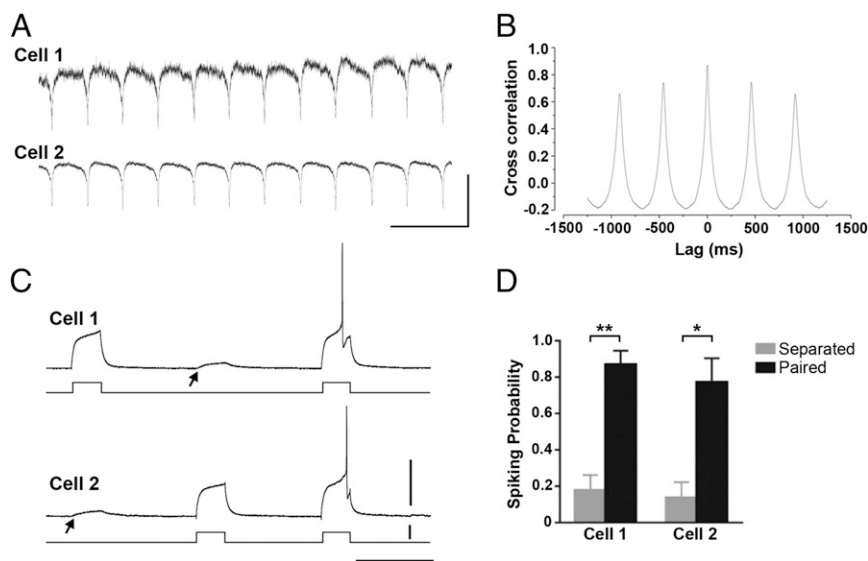 A
Cell 1
Cell 2
B
Cross correlation
1.0
0.8
0.6
0.4
0.2
0.0
-0.2
-1500 -1000 -500 0 500 1000 1500
Lag (ms)
C
Cell 1
Cell 2
D
Spiking Probability
1.0
0.8
0.6
0.4
0.2
0
** *
Cell 1 Cell 2
Separated
Paired